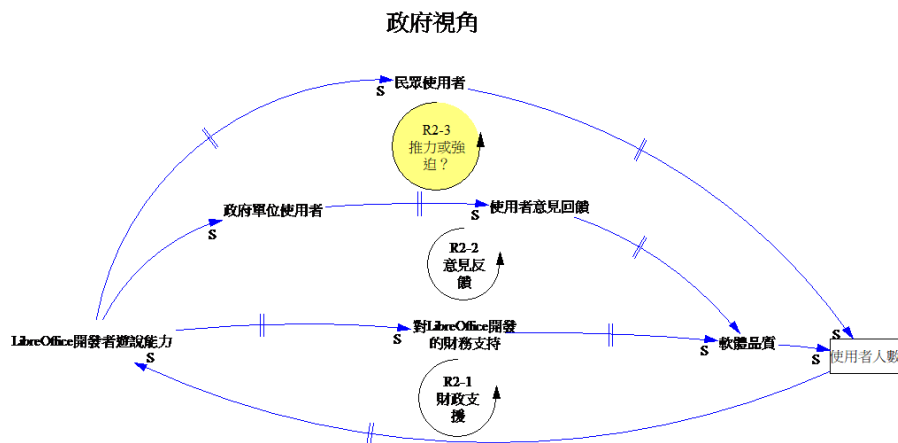 政府視角
民眾使用者
S
R2-3
推力或強
迫？
政府單位使用者
S
使用者意見回饋
S
R2-2
意見反
饋
LibreOffice開發者遊說能力
S
對LibreOffice開發
的財務支持
S
軟體品質
S
使用者人數
S
S
R2-1
財政支
援